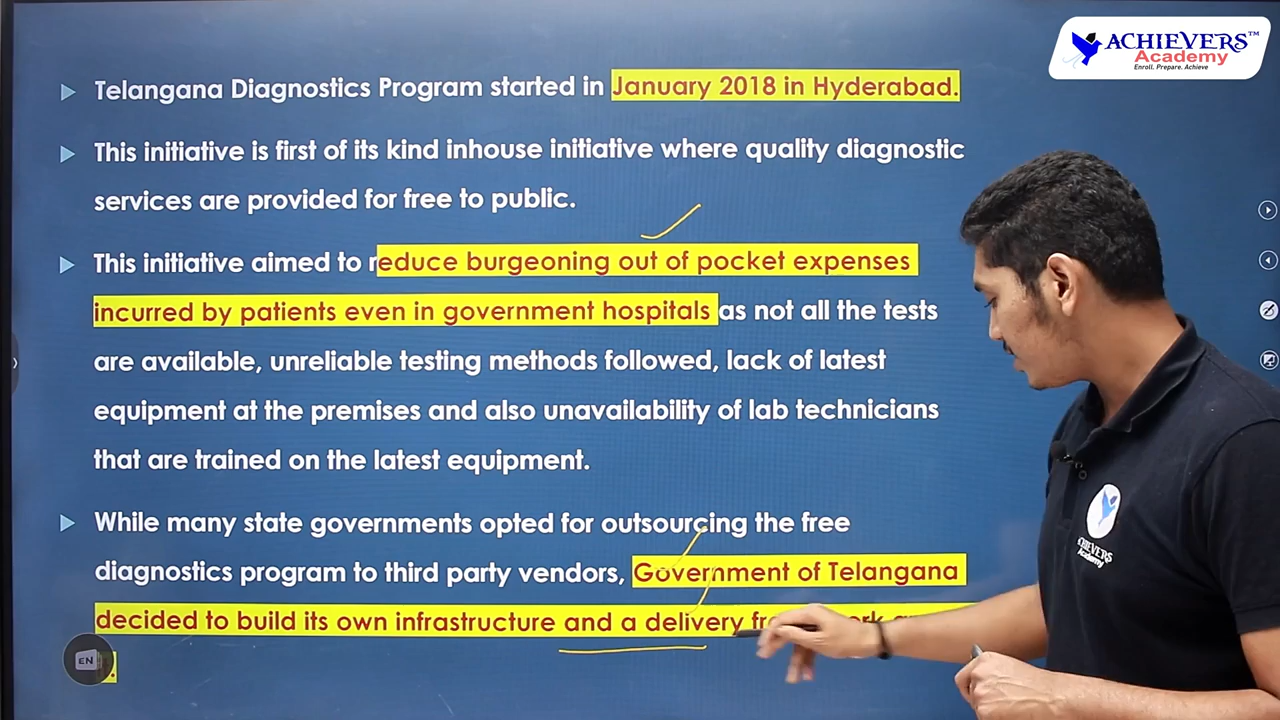 ACHIEVERS™
Academy
Enroll. Prepare. Achieve
Telangana Diagnostics Program started in January 2018 in Hyderabad.
This initiative is first of its kind inhouse initiative where quality diagnostic
services are provided for free to public.
This initiative aimed to reduce burgeoning out of pocket expenses
incurred by patients even in government hospitals as not all the tests
are available, unreliable testing methods followed, lack of latest
equipment at the premises and also unavailability of lab technicians
that are trained on the latest equipment.
While many state governments opted for outsourcing the free
diagnostics program to third party vendors, Government of Telangana
decided to build its own infrastructure and a delivery
EN
ACHIEVERS
Academy